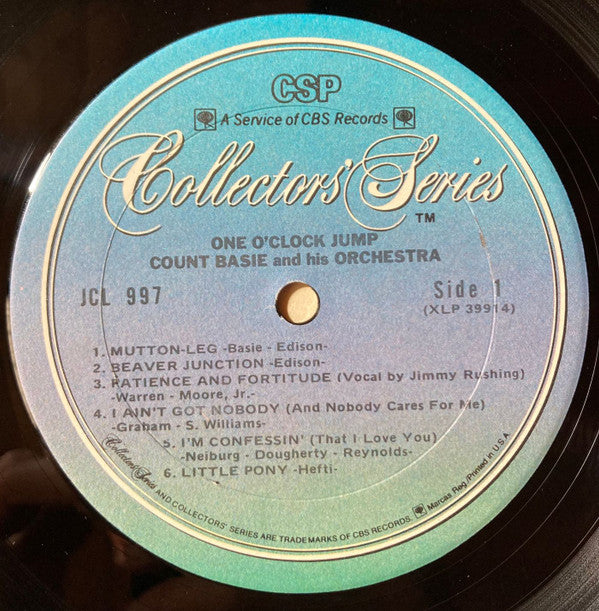 CSP
A Service of CBS Records
Collectors' Series
TM
ONE O'CLOCK JUMP
COUNT BASIE and his ORCHESTRA
JCL 997
Side 1
(XLP 39914)
1. MUTTON-LEG -Basie - Edison-
2. BEAVER JUNCTION -Edison-
3. PATIENCE AND FORTITUDE (Vocal by Jimmy Rushing)
-Warren - Moore, Jr.-
4. I AIN'T GOT NOBODY (And Nobody Cares For Me)
-Graham - S. Williams-
5. I'M CONFESSIN' (That I Love You)
-Neiburg - Dougherty - Reynolds-
6. LITTLE PONY -Hefti-
Collectors' Series AND COLLECTORS' SERIES ARE TRADEMARKS OF CBS RECORDS. Marcas Reg./Printed in U.S.A.